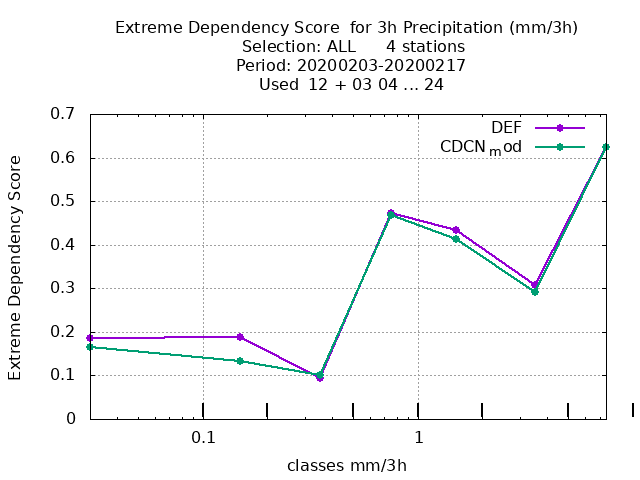 Extreme Dependency Score  for 3h Precipitation (mm/3h)
Selection: ALL      4 stations
Period: 20200203-20200217
Used  12 + 03 04 ... 24
0.7
0.6
0.5
0.4
0.3
0.2
0.1
0
Extreme Dependency Score
DEF
CDCNmod
0.1
1
classes mm/3h